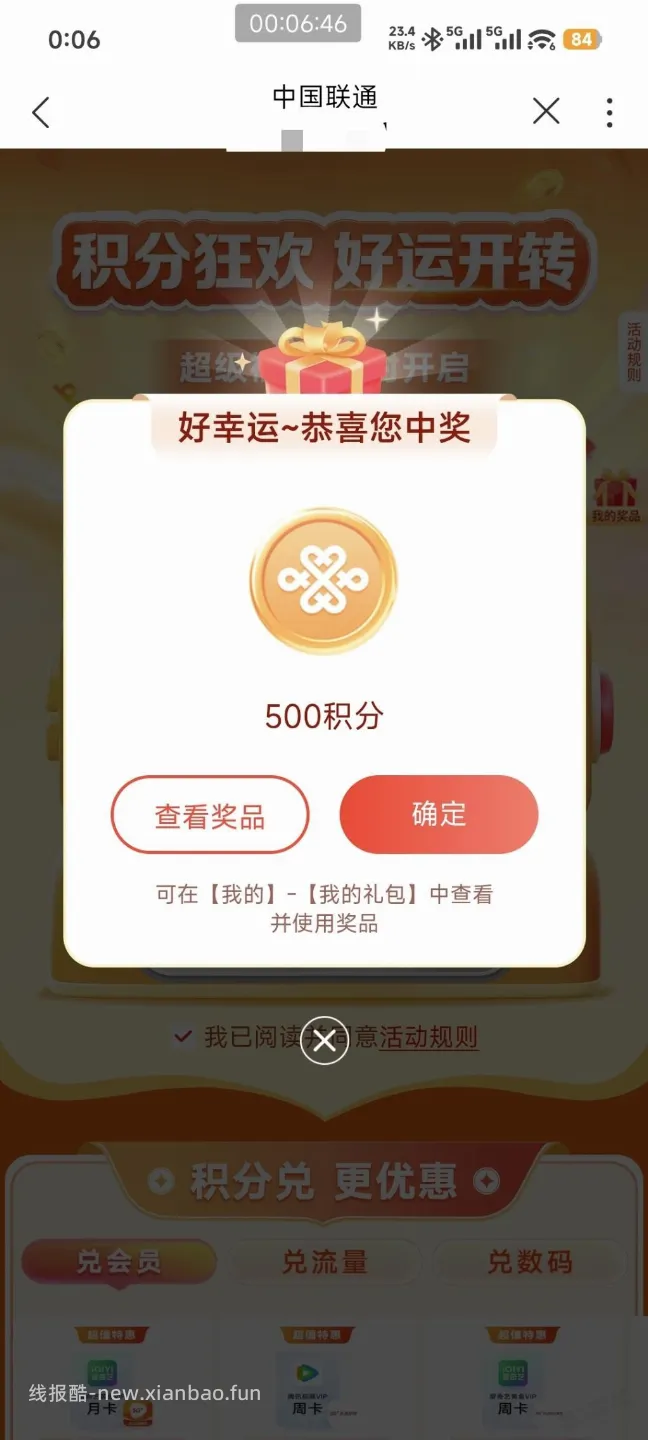 0:06
00:06:46
23.4
KB/s
5G
5G
6
84
中国联通
积分狂欢 好运开转
活动规则
超级
开启
好幸运~恭喜您中奖
我的奖品
500积分
查看奖品
确定
可在【我的】-【我的礼包】中查看
并使用奖品
我已阅读并同意活动规则
积分兑 更优惠
兑会员
兑流量
兑数码
超值特惠
超值特惠
超值特惠
月卡
周卡
周卡
线报酷-new.xianbao.fun